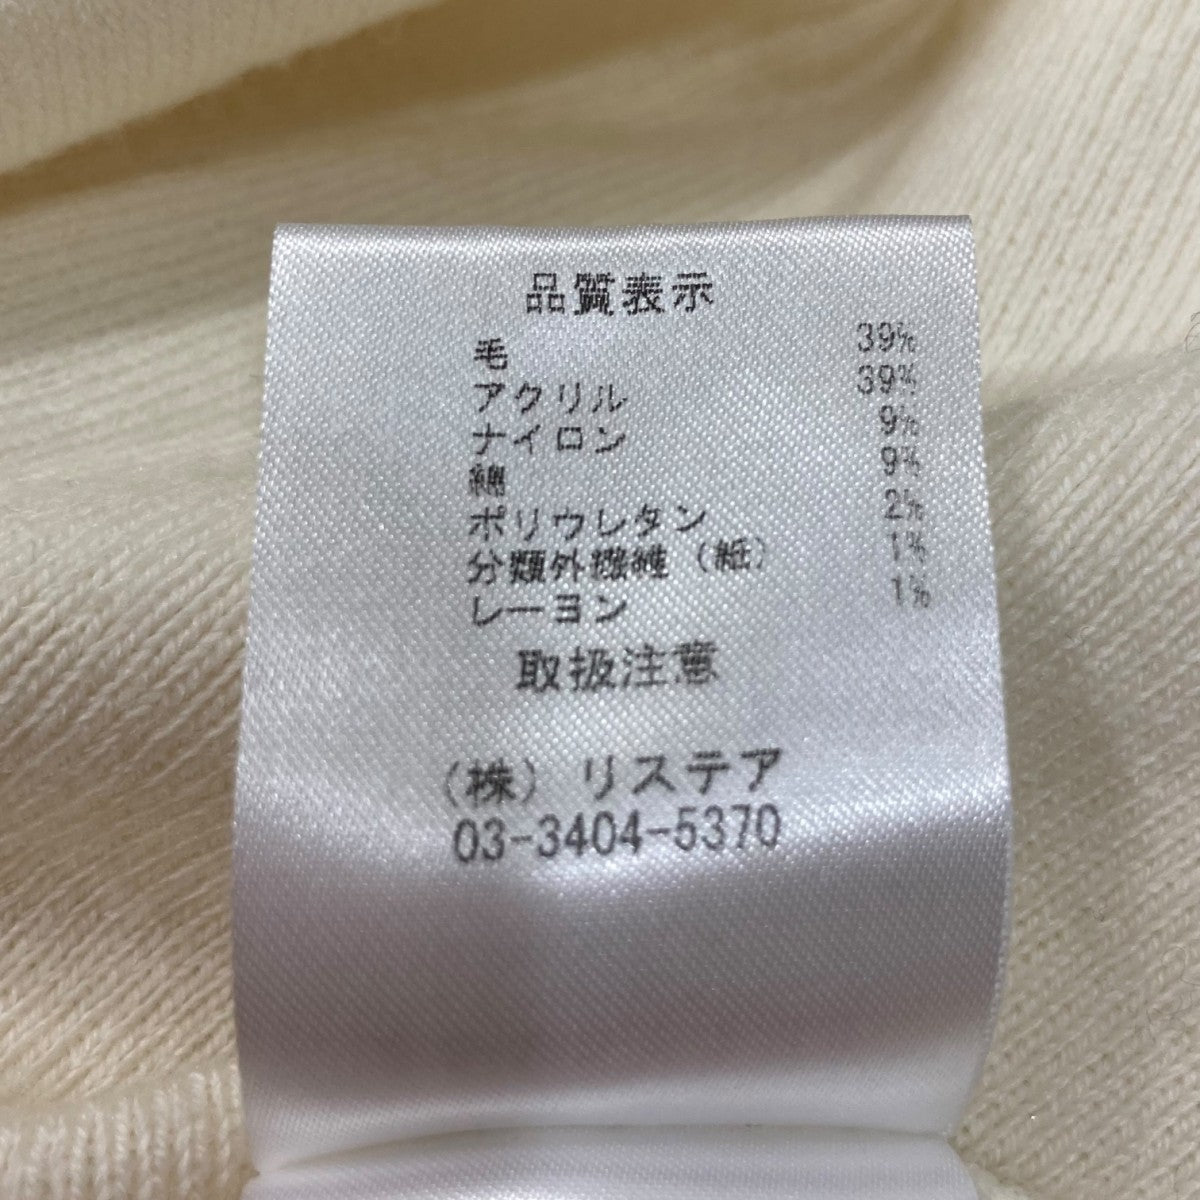 品質表示
毛 39%
アクリル 39%
ナイロン 9%
綿 9%
ポリウレタン 2%
分類外繊維(紙) 1%
レーヨン 1%
取扱注意
(株)リステア
03-3404-5370